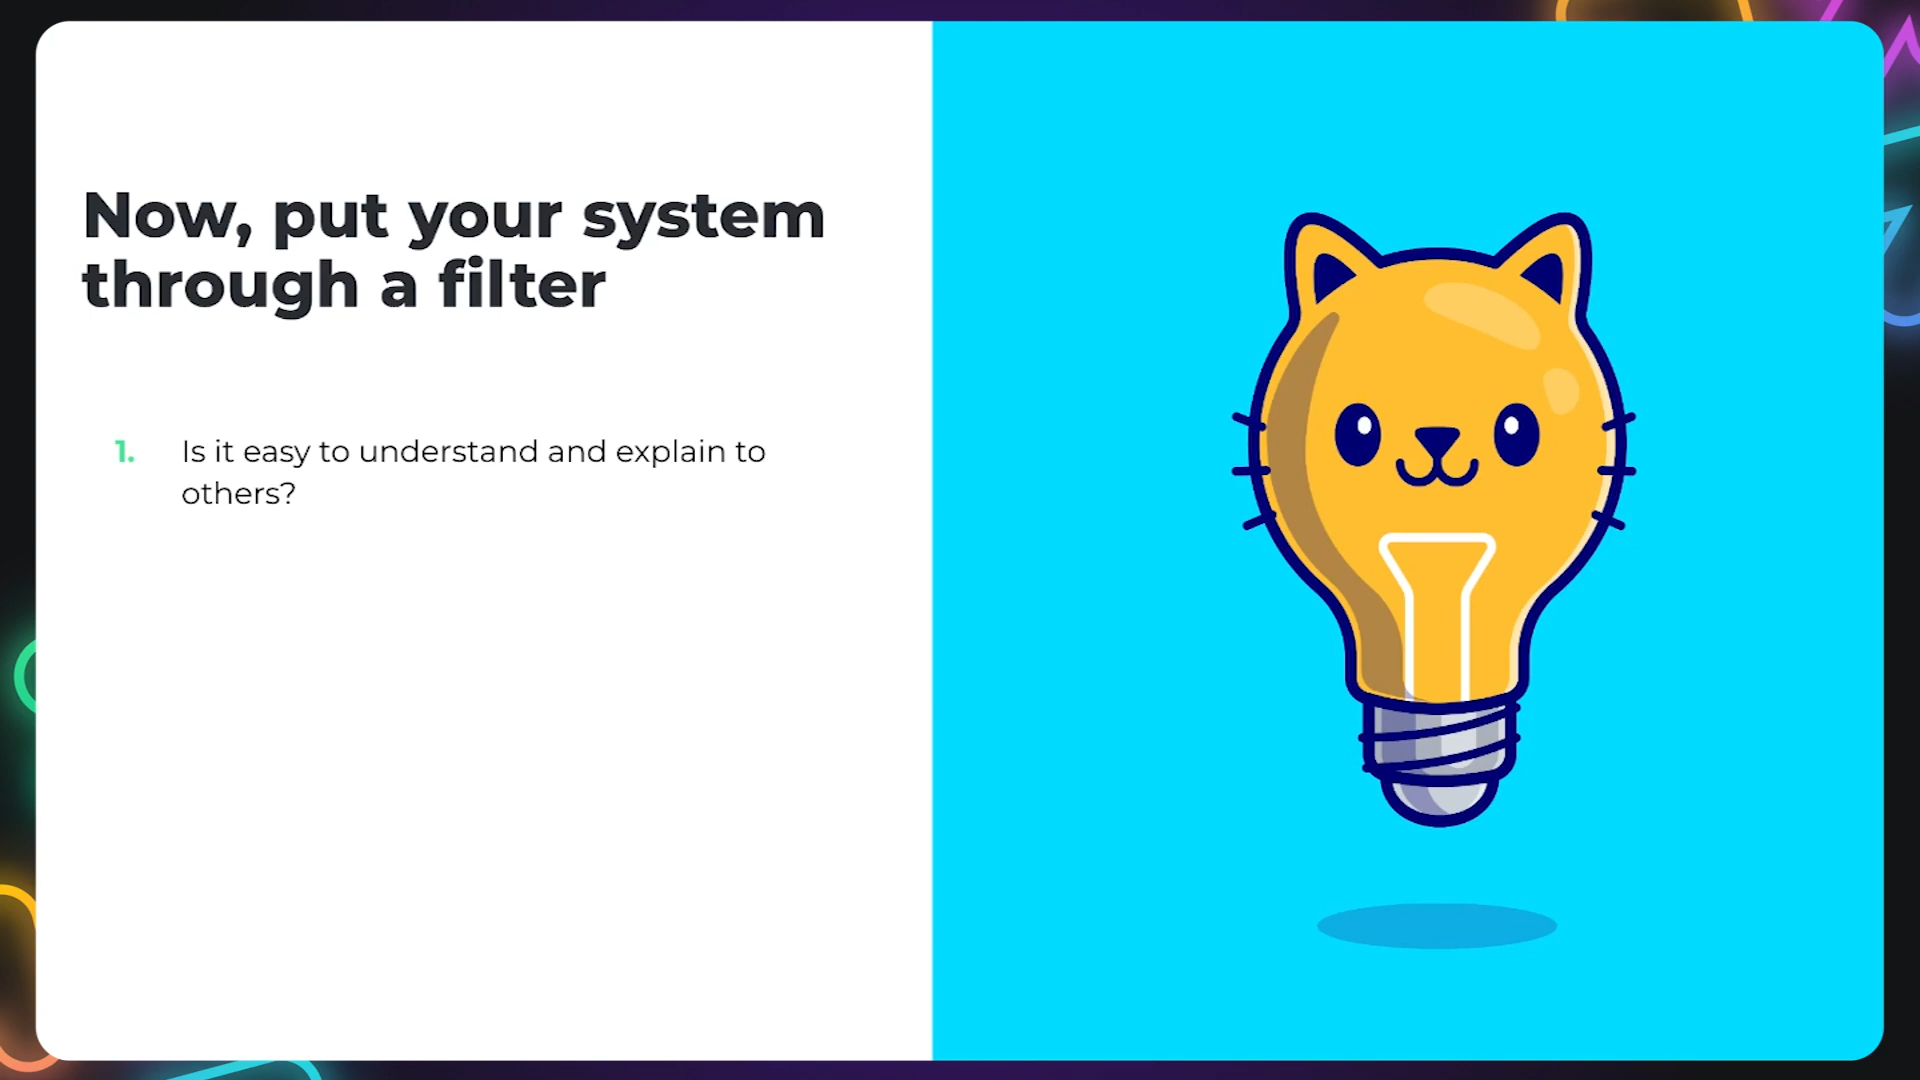 Now, put your system
through a filter
1. Is it easy to understand and explain to
others?